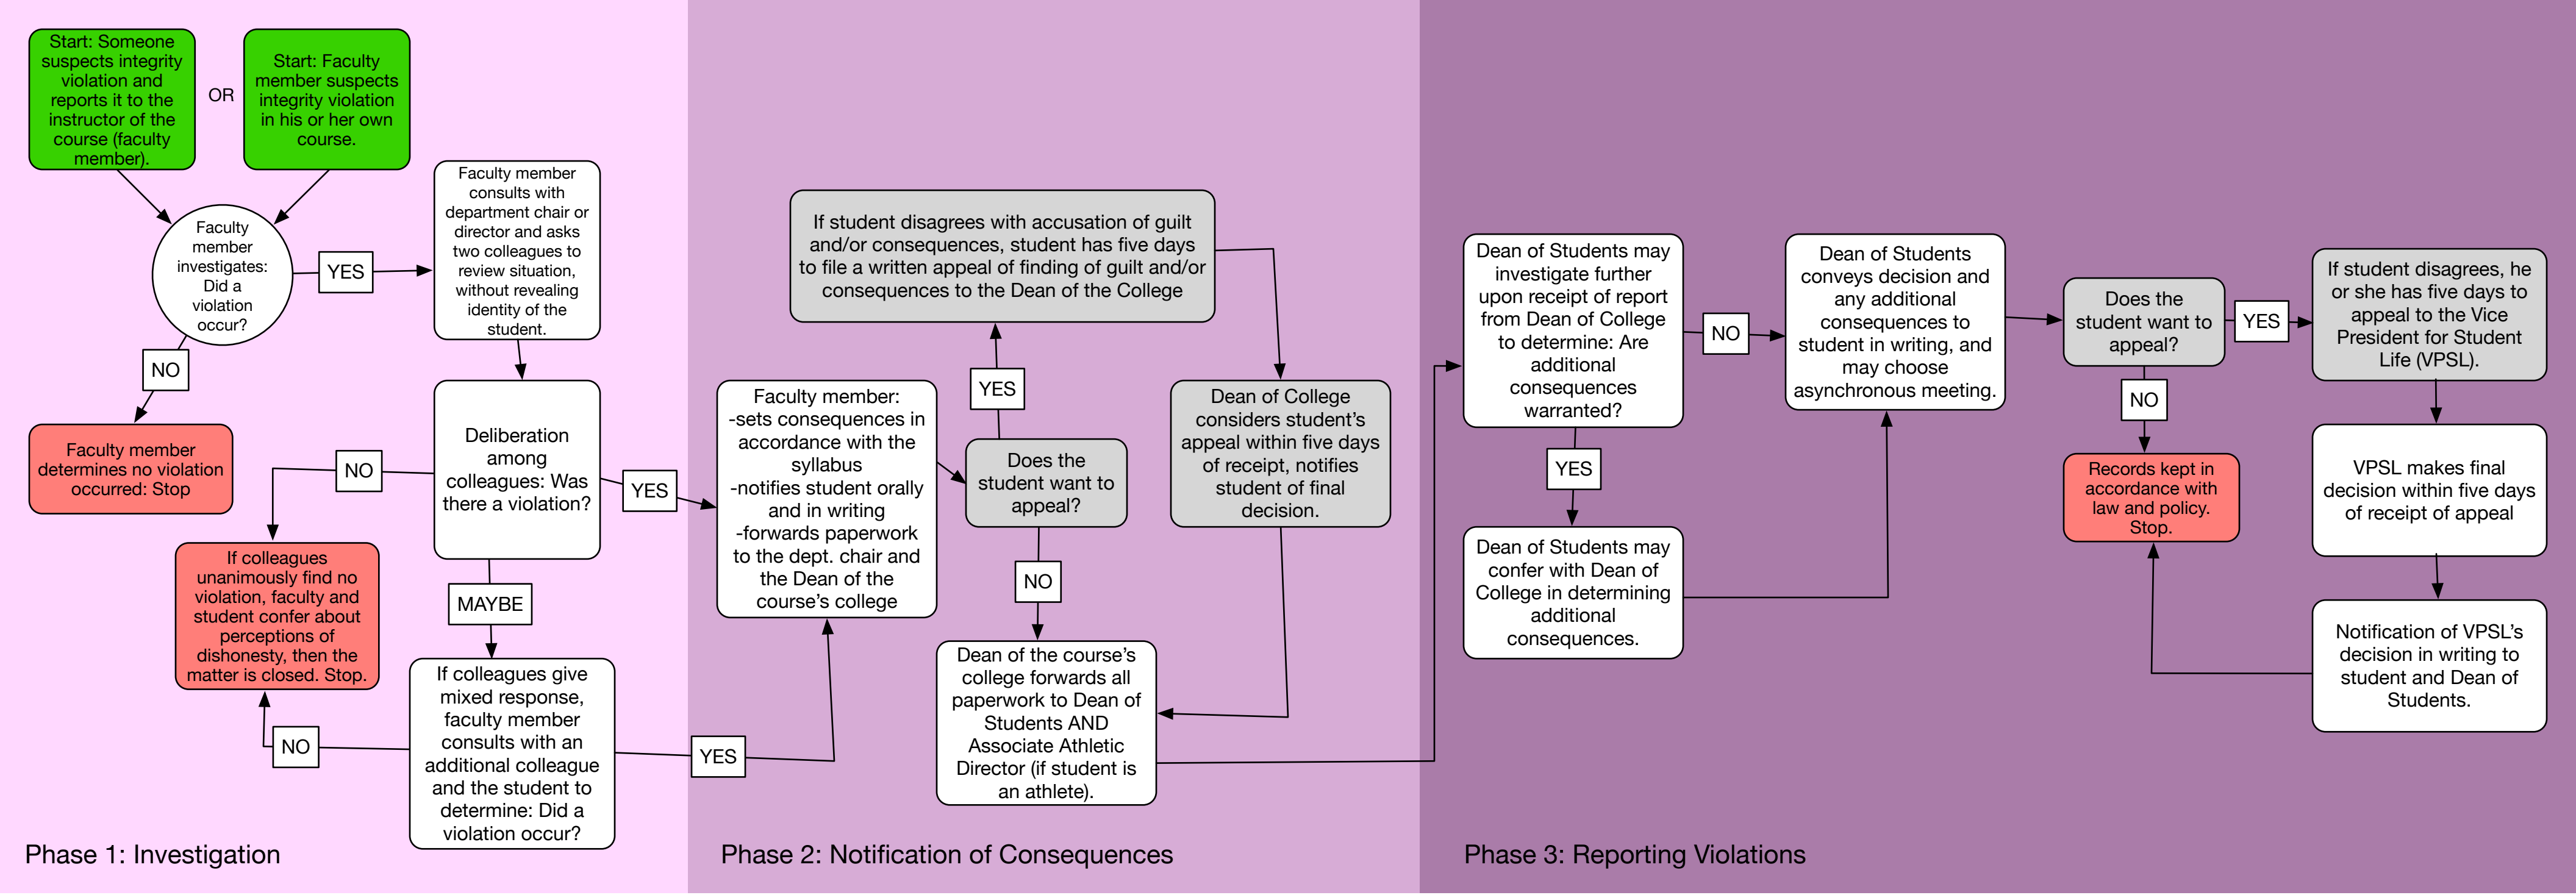 Start: Someone
suspects integrity
violation and
reports it to the
instructor of the
course (faculty
member).
OR
Start: Faculty
member suspects
integrity violation
in his or her own
course.
Faculty
member
investigates:
Did a
violation
occur?
YES
Faculty member
consults with
department chair or
director and asks
two colleagues to
review situation,
without revealing
identity of the
student.
NO
Faculty member
determines no violation
occurred: Stop
Deliberation
among
colleagues: Was
there a violation?
NO
YES
If colleagues
unanimously find no
violation, faculty and
student confer about
perceptions of
dishonesty, then the
matter is closed. Stop.
MAYBE
If colleagues give
mixed response,
faculty member
consults with an
additional colleague
and the student to
determine: Did a
violation occur?
NO
YES
Phase 1: Investigation
If student disagrees with accusation of guilt
and/or consequences, student has five days
to file a written appeal of finding of guilt and/or
consequences to the Dean of the College
YES
Faculty member:
-sets consequences in
accordance with the
syllabus
-notifies student orally
and in writing
-forwards paperwork
to the dept. chair and
the Dean of the
course's college
Does the
student want to
appeal?
Dean of College
considers student's
appeal within five days
of receipt, notifies
student of final
decision.
NO
Dean of the course's
college forwards all
paperwork to Dean of
Students AND
Associate Athletic
Director (if student is
an athlete).
Phase 2: Notification of Consequences
Dean of Students may
investigate further
upon receipt of report
from Dean of College
to determine: Are
additional
consequences
warranted?
NO
Dean of Students
conveys decision and
any additional
consequences to
student in writing, and
may choose
asynchronous meeting.
YES
Dean of Students may
confer with Dean of
College in determining
additional
consequences.
Does the
student want to
appeal?
YES
If student disagrees, he
or she has five days to
appeal to the Vice
President for Student
Life (VPSL).
NO
Records kept in
accordance with
law and policy.
Stop.
VPSL makes final
decision within five days
of receipt of appeal
Notification of VPSL's
decision in writing to
student and Dean of
Students.
Phase 3: Reporting Violations